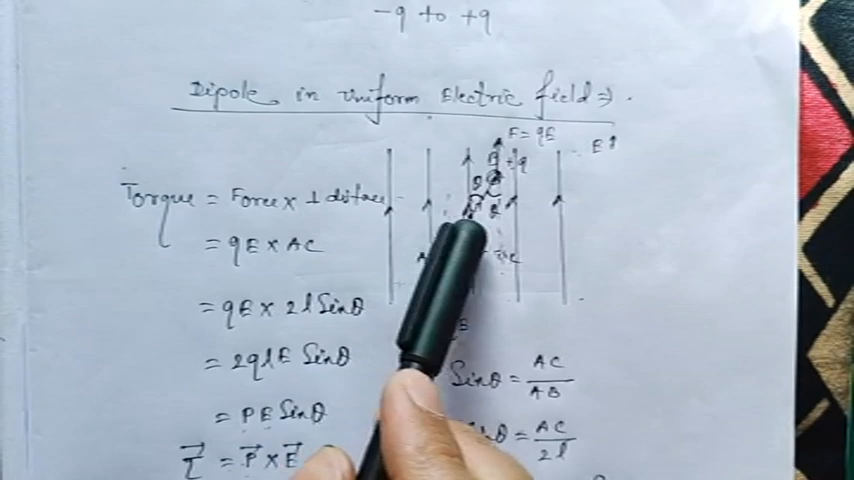 -q to +q
Dipole in Uniform Electric field ⇒ .
F = qE
E↑
B +q
Torque = Force x ⊥ distace
= qE x AC
A C
= qE x 2l Sinθ
= 2qlE Sinθ
Sinθ = AC/AB
= PE Sinθ
= AC/2l
τ⃗ = P⃗ x E⃗